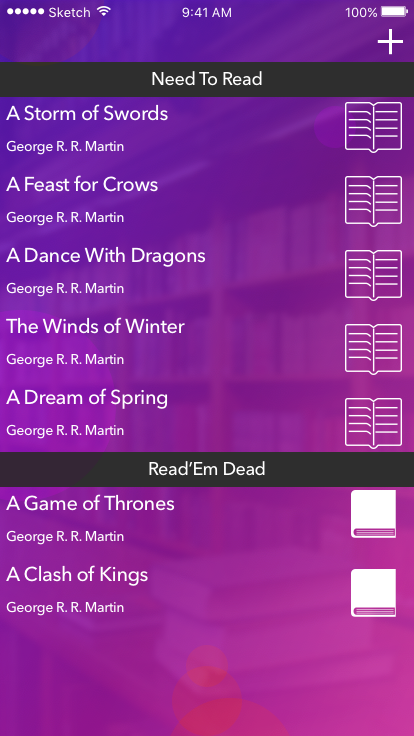 Sketch 9:41 AM 100%
Need To Read
A Storm of Swords
George R. R. Martin
A Feast for Crows
George R. R. Martin
A Dance With Dragons
George R. R. Martin
The Winds of Winter
George R. R. Martin
A Dream of Spring
George R. R. Martin
Read’Em Dead
A Game of Thrones
George R. R. Martin
A Clash of Kings
George R. R. Martin